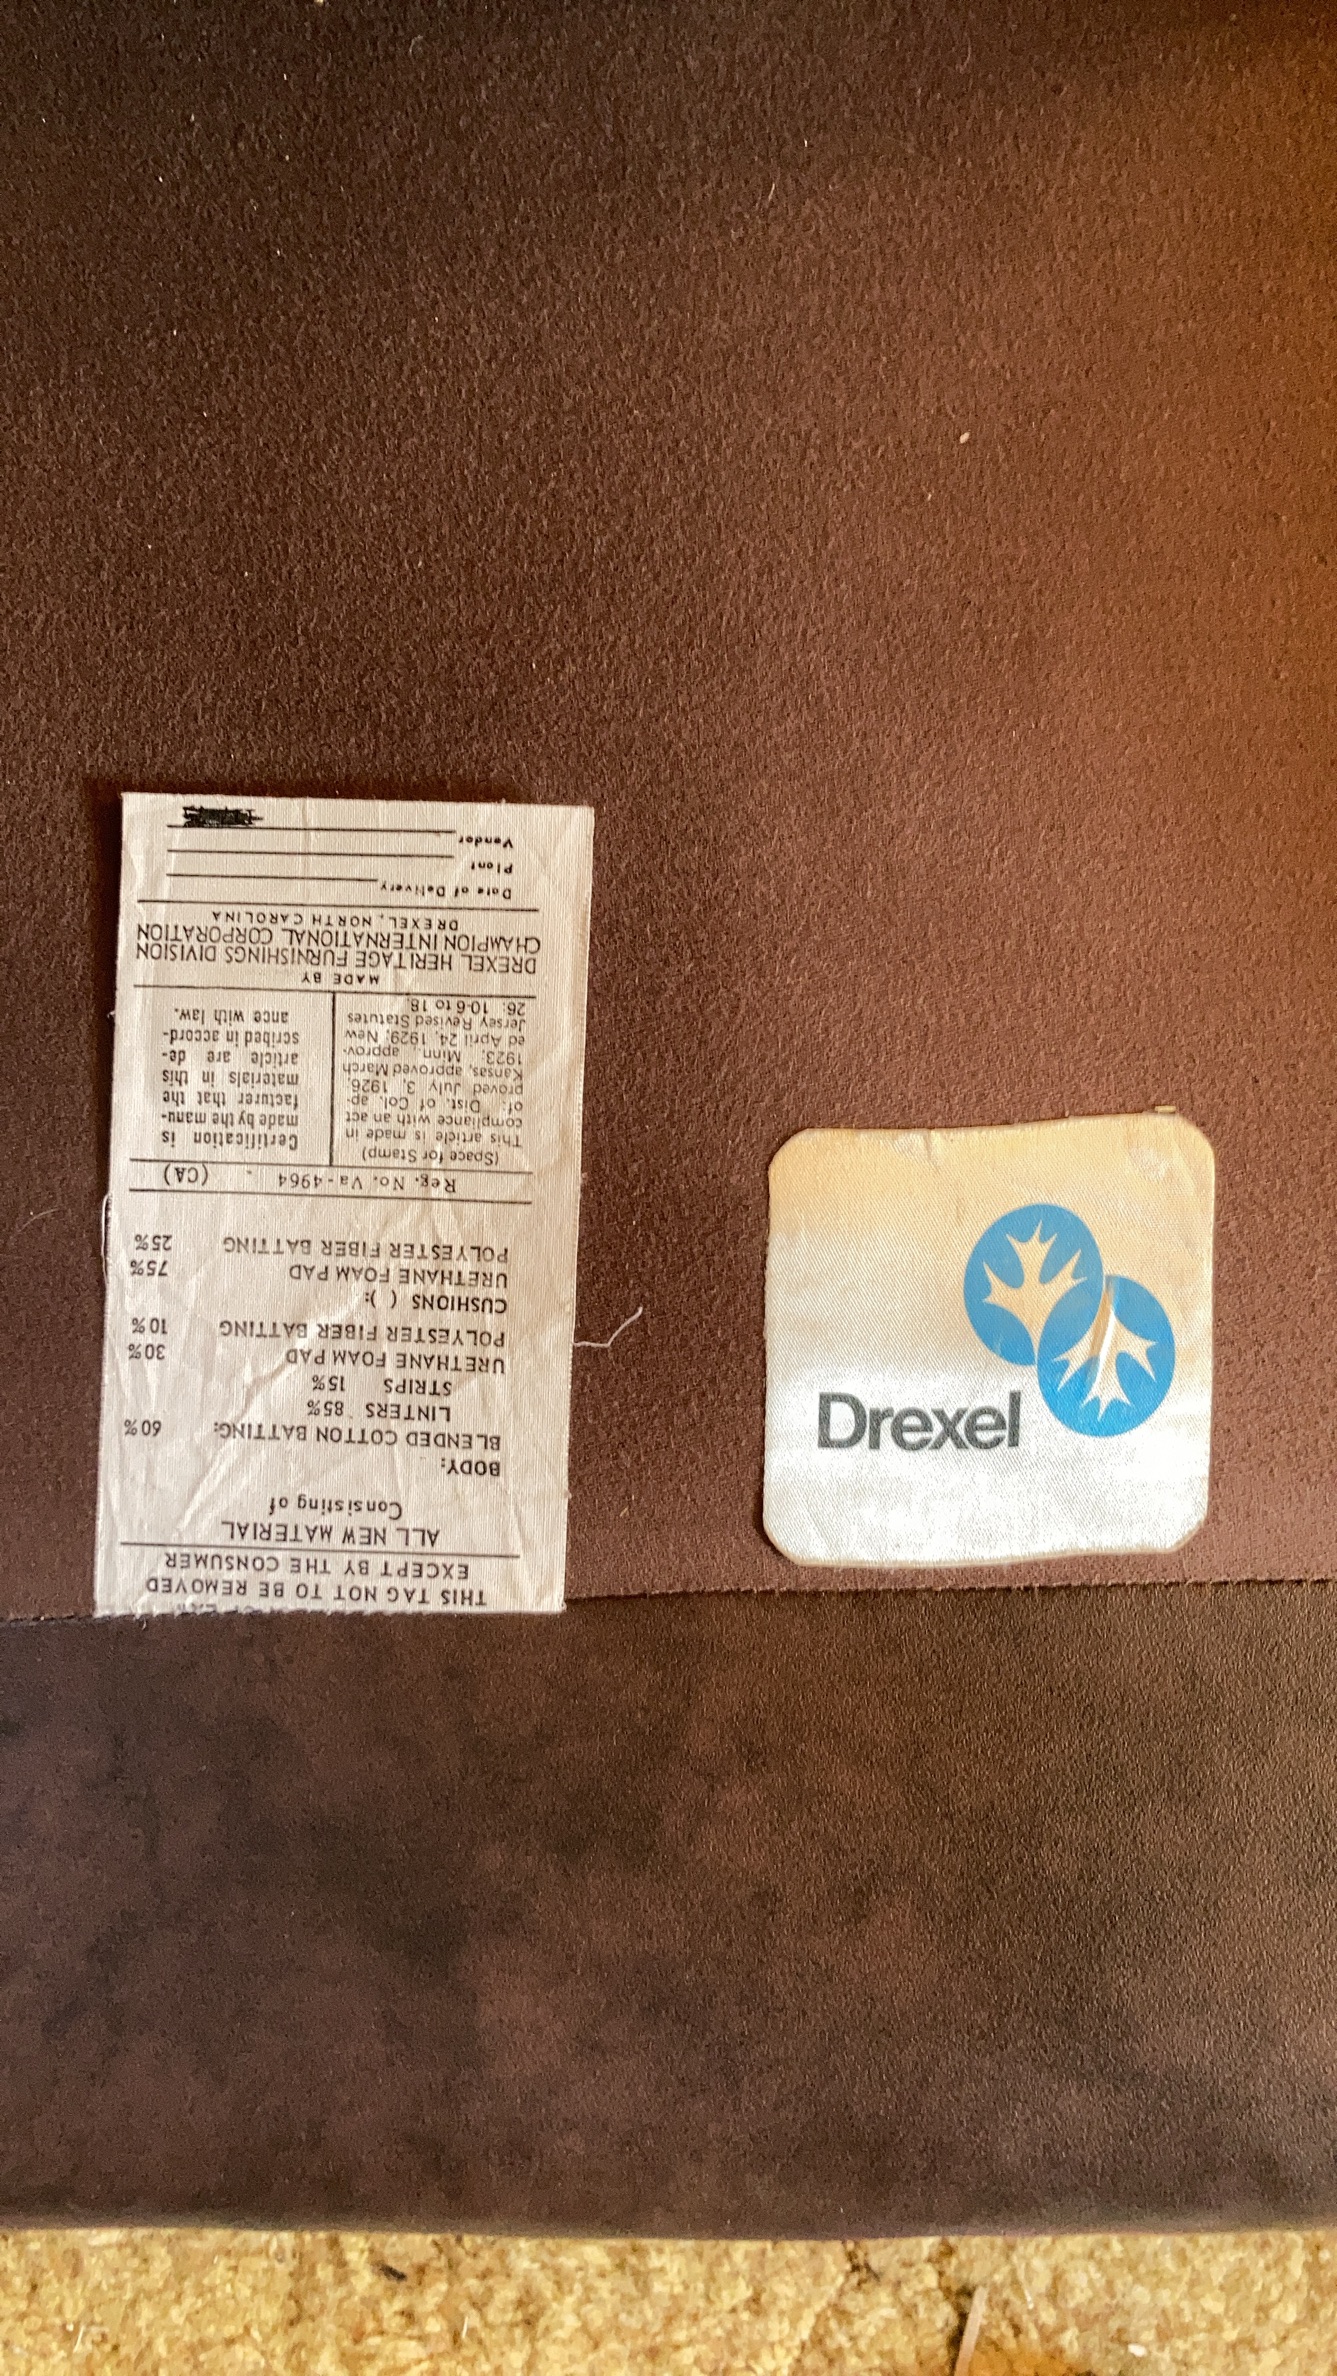 THIS TAG NOT TO BE REMOVED
EXCEPT BY THE CONSUMER
ALL NEW MATERIAL
Consisting of
BODY:
BLENDED COTTON BATTING: 60%
LINTERS 85%
STRIPS 15%
URETHANE FOAM PAD 30%
POLYESTER FIBER BATTING 10%
CUSHIONS ( ):
URETHANE FOAM PAD 75%
POLYESTER FIBER BATTING 25%
Reg. No. Va-4964 (CA)
(Space for Stamp)
This article is made in
compliance with an act
of: Dist. of Col. ap-
proved July 3, 1926,
Kansas, approved March
1923; Minn., approv-
ed April 24, 1929; New
Jersey Revised Statutes
26: 10-6 to 18.
Certification is
made by the manu-
facturer that the
materials in this
article are de-
scribed in accord-
ance with law.
MADE BY
DREXEL HERITAGE FURNISHINGS DIVISION
CHAMPION INTERNATIONAL CORPORATION
DREXEL, NORTH CAROLINA
Date of Delivery
Plant
Vendor
Drexel